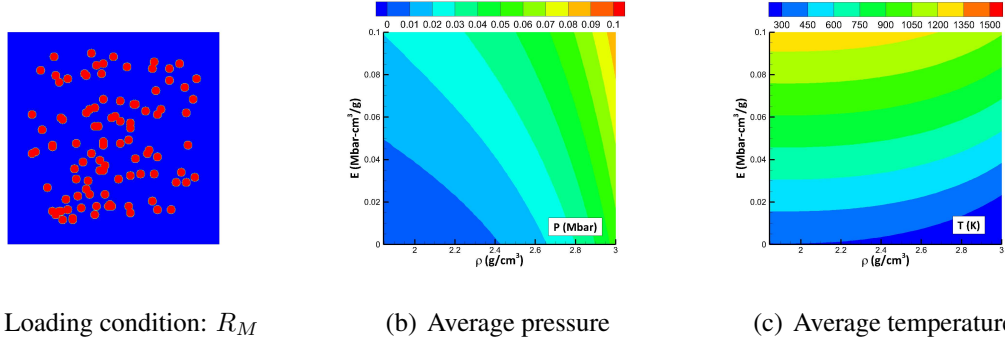 0 0.01 0.02 0.03 0.04 0.05 0.06 0.07 0.08 0.09 0.1
300 450 600 750 900 1050 1200 1350 1500
0.1
0.08
0.06
0.04
0.02
0
E (Mbar-cm³/g)
P (Mbar)
2 2.2 2.4 2.6 2.8 3
ρ (g/cm³)
0.1
0.08
0.06
0.04
0.02
0
E (Mbar-cm³/g)
T (K)
2 2.2 2.4 2.6 2.8 3
ρ (g/cm³)
Loading condition: R_M
(b) Average pressure
(c) Average temperature